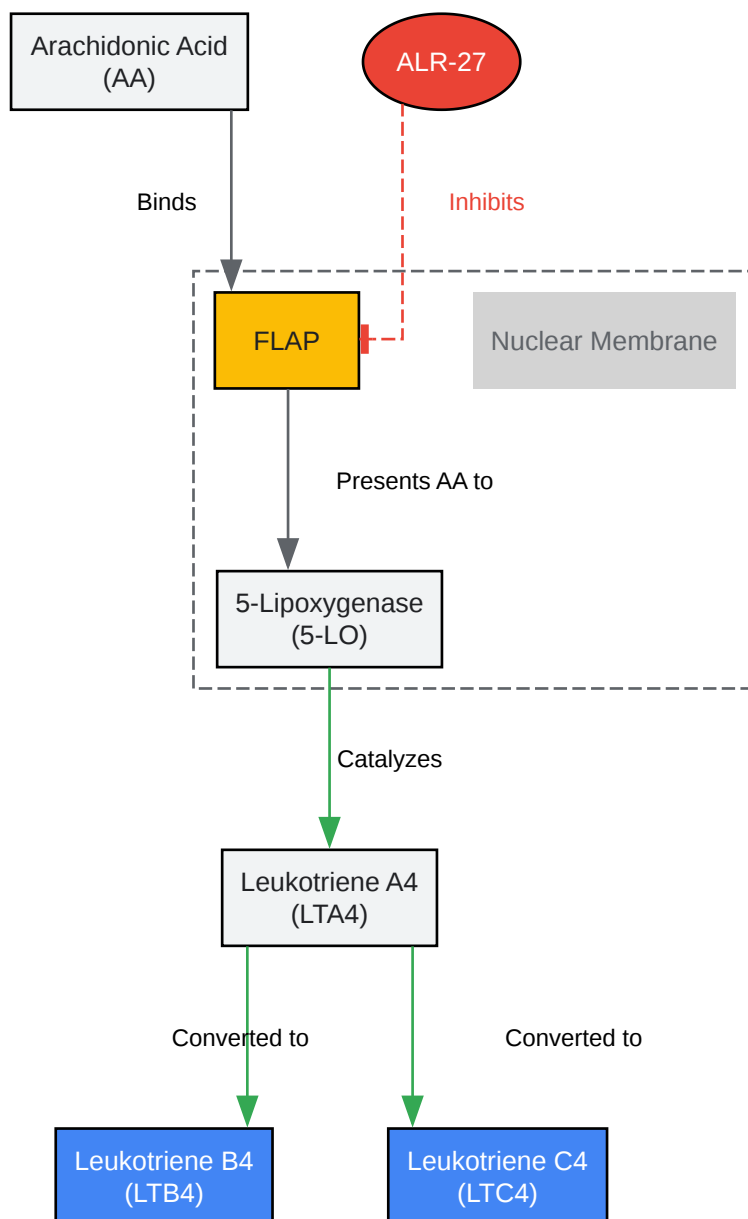 Arachidonic Acid
(AA)
ALR-27
Binds
Inhibits
FLAP
Nuclear Membrane
Presents AA to
5-Lipoxygenase
(5-LO)
Catalyzes
Leukotriene A4
(LTA4)
Converted to
Converted to
Leukotriene B4
(LTB4)
Leukotriene C4
(LTC4)